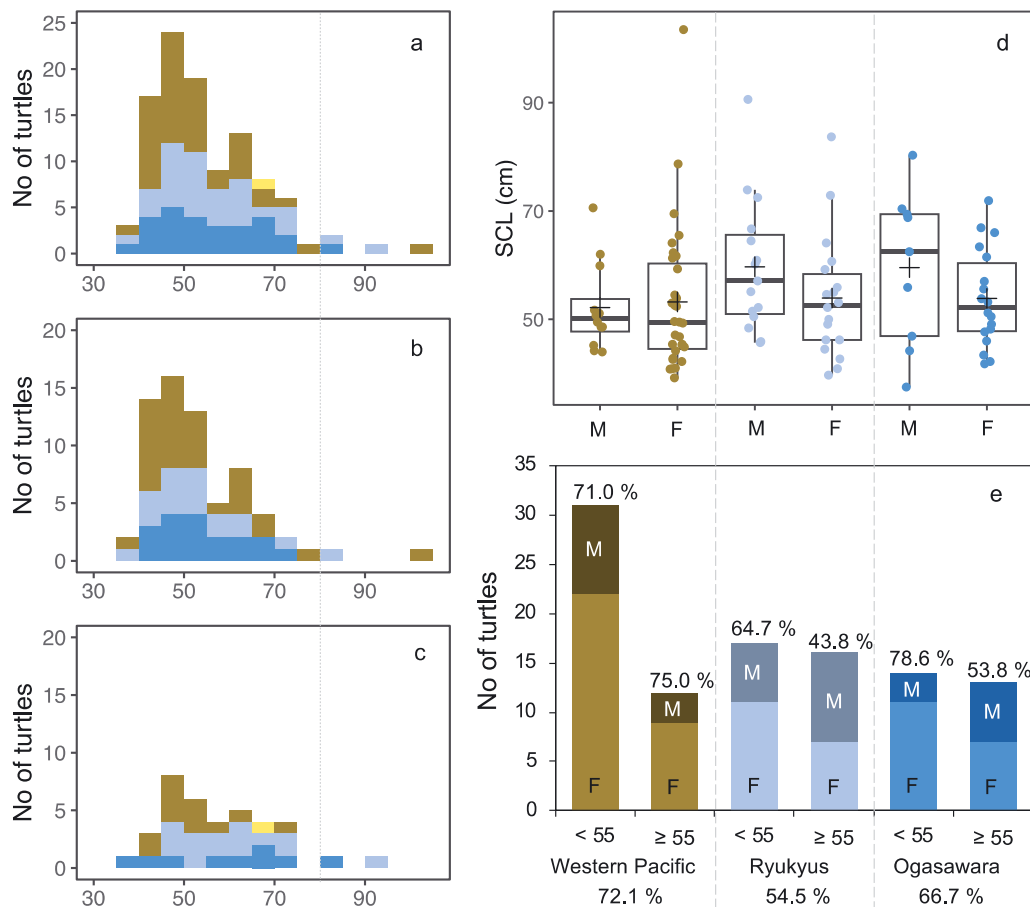 a
No of turtles
25
20
15
10
5
0
30 50 70 90
b
No of turtles
20
15
10
5
0
30 50 70 90
c
No of turtles
20
15
10
5
0
30 50 70 90
d
SCL (cm)
90
70
50
M F M F M F
e
No of turtles
35
30
25
20
15
10
5
0
71.0 %
75.0 %
64.7 %
43.8 %
78.6 %
53.8 %
M M M M M M
F F F F F F
< 55 ≥ 55 < 55 ≥ 55 < 55 ≥ 55
Western Pacific Ryukyus Ogasawara
72.1 % 54.5 % 66.7 %